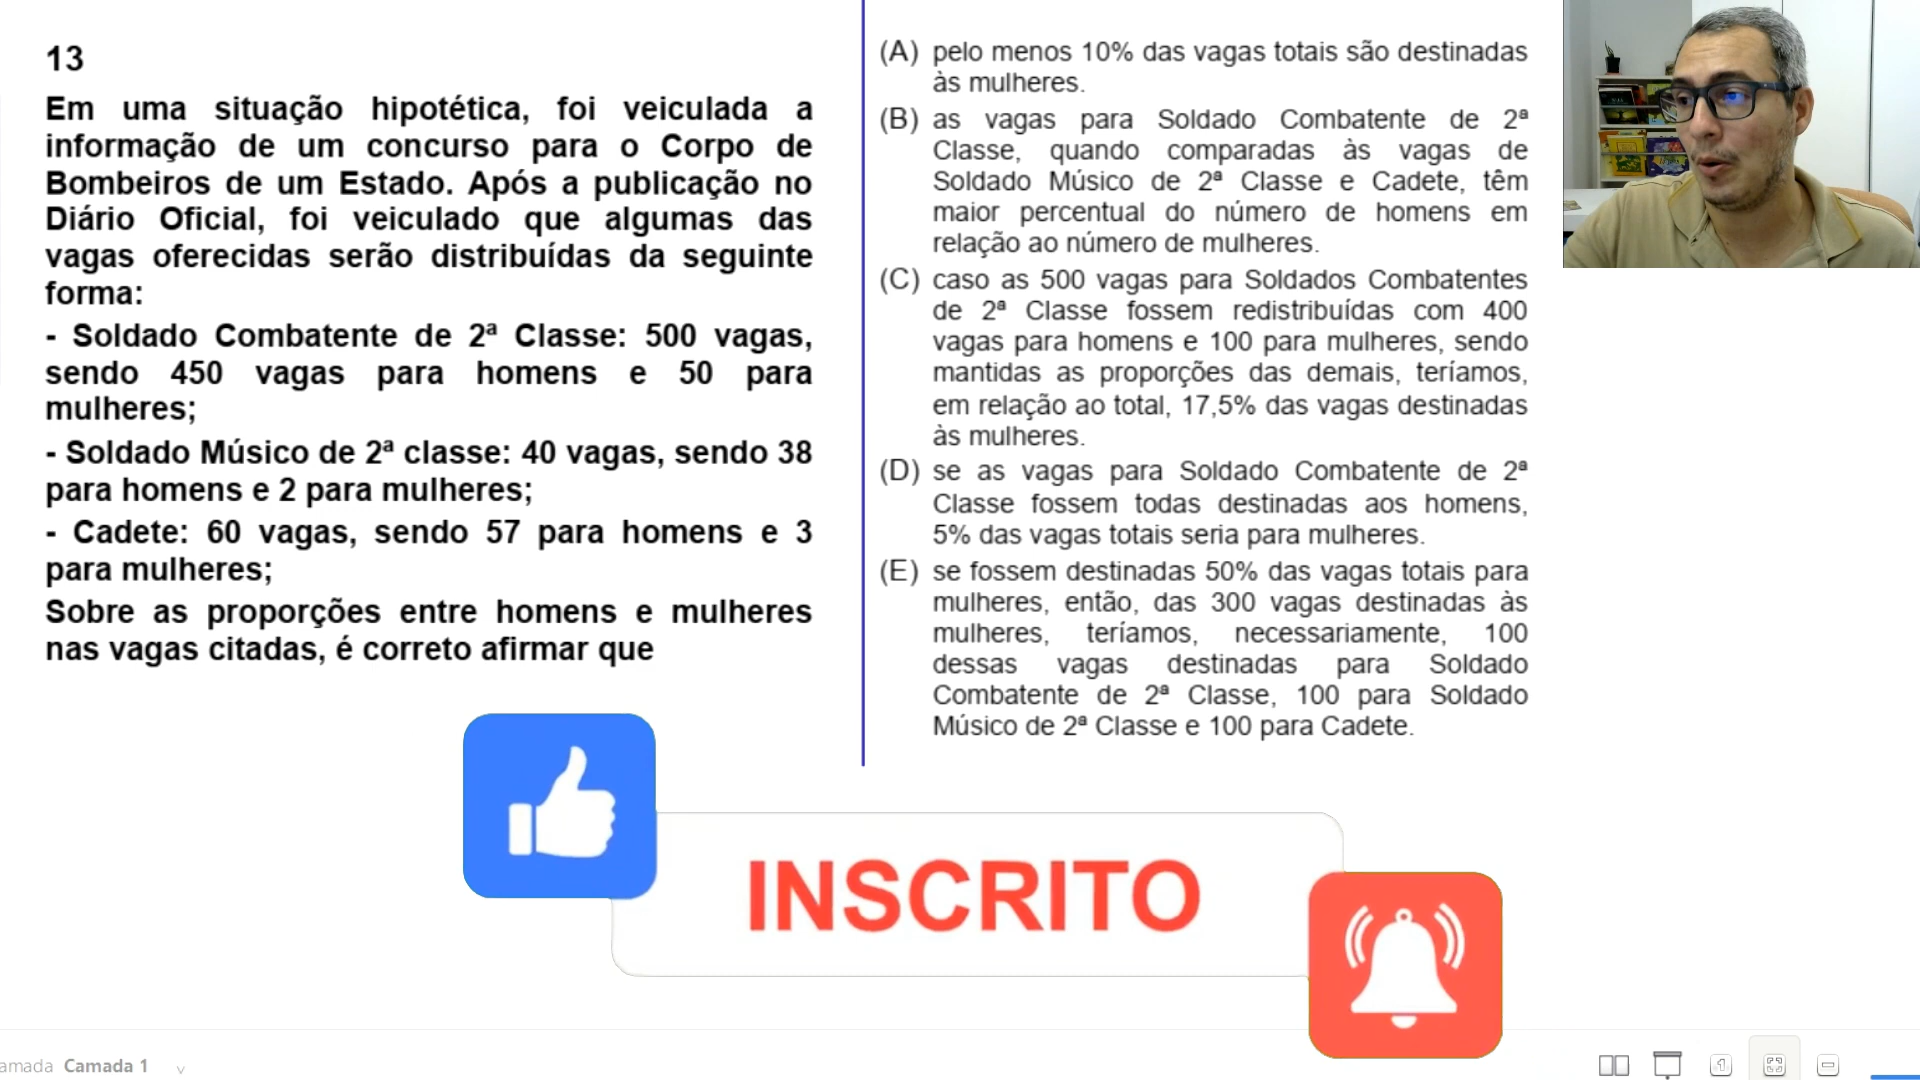 13
Em uma situação hipotética, foi veiculada a
informação de um concurso para o Corpo de
Bombeiros de um Estado. Após a publicação no
Diário Oficial, foi veiculado que algumas das
vagas oferecidas serão distribuídas da seguinte
forma:
- Soldado Combatente de 2ª Classe: 500 vagas,
sendo 450 vagas para homens e 50 para
mulheres;
- Soldado Músico de 2ª classe: 40 vagas, sendo 38
para homens e 2 para mulheres;
- Cadete: 60 vagas, sendo 57 para homens e 3
para mulheres;
Sobre as proporções entre homens e mulheres
nas vagas citadas, é correto afirmar que
(A) pelo menos 10% das vagas totais são destinadas
às mulheres.
(B) as vagas para Soldado Combatente de 2ª
Classe, quando comparadas às vagas de
Soldado Músico de 2ª Classe e Cadete, têm
maior percentual do número de homens em
relação ao número de mulheres.
(C) caso as 500 vagas para Soldados Combatentes
de 2ª Classe fossem redistribuídas com 400
vagas para homens e 100 para mulheres, sendo
mantidas as proporções das demais, teríamos,
em relação ao total, 17,5% das vagas destinadas
às mulheres.
(D) se as vagas para Soldado Combatente de 2ª
Classe fossem todas destinadas aos homens,
5% das vagas totais seria para mulheres.
(E) se fossem destinadas 50% das vagas totais para
mulheres, então, das 300 vagas destinadas às
mulheres, teríamos, necessariamente, 100
dessas vagas destinadas para Soldado
Combatente de 2ª Classe, 100 para Soldado
Músico de 2ª Classe e 100 para Cadete.
INSCRITO
amada Camada 1